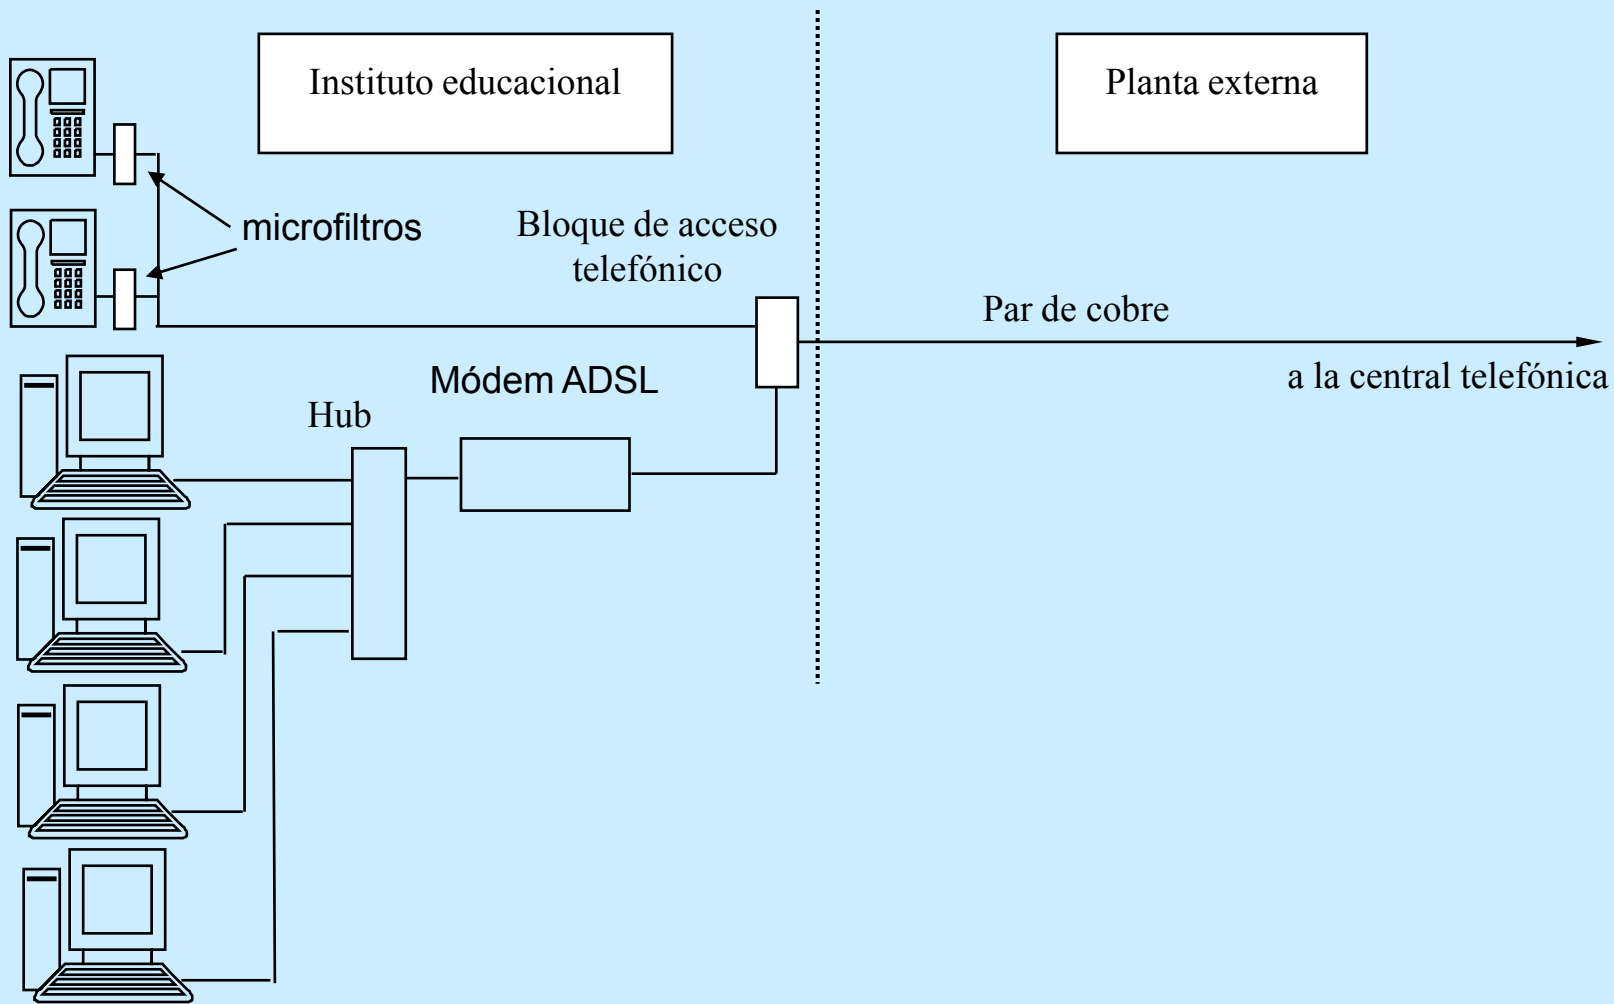 Instituto educacional
Planta externa
microfiltros
Bloque de acceso
telefónico
Par de cobre
a la central telefónica
Módem ADSL
Hub